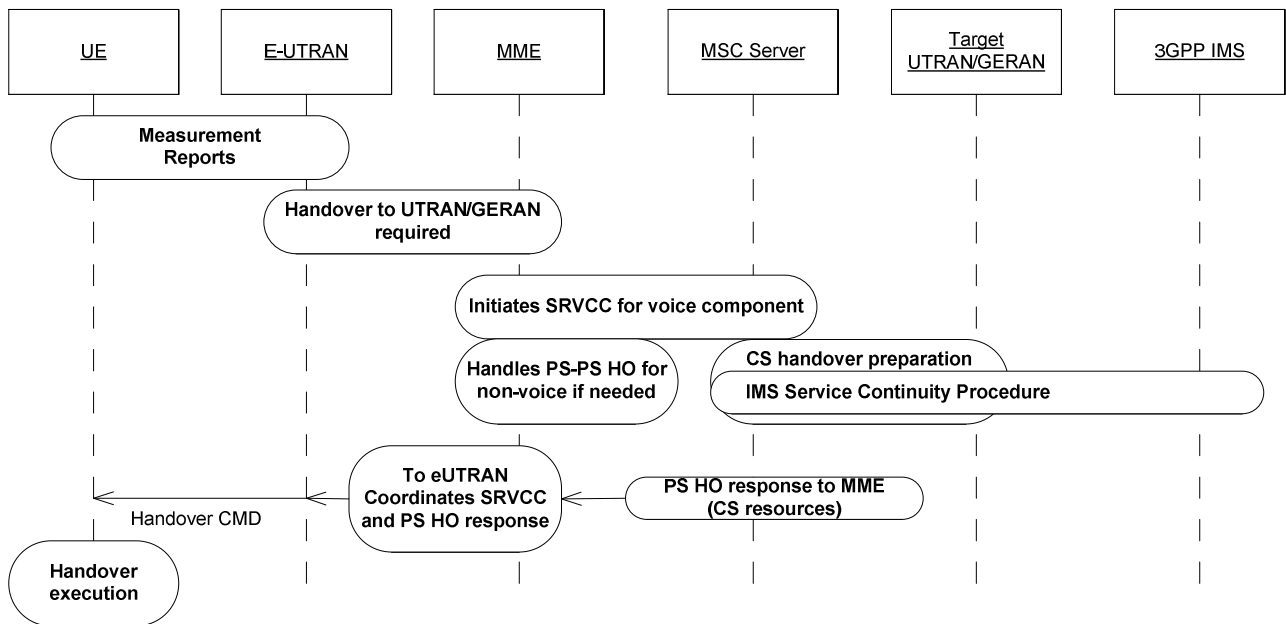 UE
E-UTRAN
MME
MSC Server
Target
UTRAN/GERAN
3GPP IMS
Measurement
Reports
Handover to UTRAN/GERAN
required
Initiates SRVCC for voice component
Handles PS-PS HO for
non-voice if needed
CS handover preparation
IMS Service Continuity Procedure
To eUTRAN
Coordinates SRVCC
and PS HO response
PS HO response to MME
(CS resources)
Handover CMD
Handover
execution